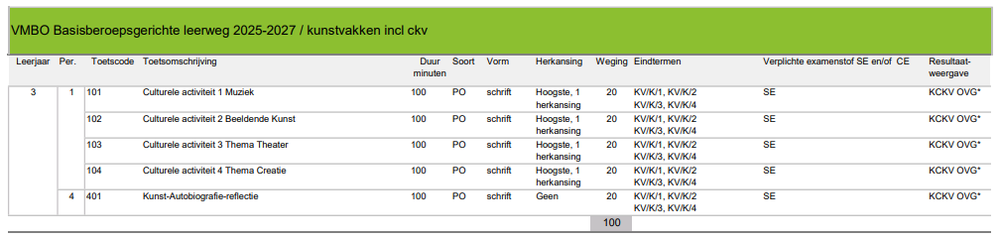 VMBO Basisberoepsgerichte leerweg 2025-2027 / kunstvakken incl ckv
Leerjaar Per. Toetscode Toetsomschrijving Duur minuten Soort Vorm Herkansing Weging Eindtermen Verplichte examenstof SE en/of CE Resultaat-weergave
3 1 101 Culturele activiteit 1 Muziek 100 PO schrift Hoogste, 1 20 KV/K/1, KV/K/2 SE KCKV OVG*
herkansing KV/K/3, KV/K/4
102 Culturele activiteit 2 Beeldende Kunst 100 PO schrift Hoogste, 1 20 KV/K/1, KV/K/2 SE KCKV OVG*
herkansing KV/K/3, KV/K/4
103 Culturele activiteit 3 Thema Theater 100 PO schrift Hoogste, 1 20 KV/K/1, KV/K/2 SE KCKV OVG*
herkansing KV/K/3, KV/K/4
104 Culturele activiteit 4 Thema Creatie 100 PO schrift Hoogste, 1 20 KV/K/1, KV/K/2 SE KCKV OVG*
herkansing KV/K/3, KV/K/4
4 401 Kunst-Autobiografie-reflectie 100 PO schrift Geen 20 KV/K/1, KV/K/2 SE KCKV OVG*
KV/K/3, KV/K/4
100